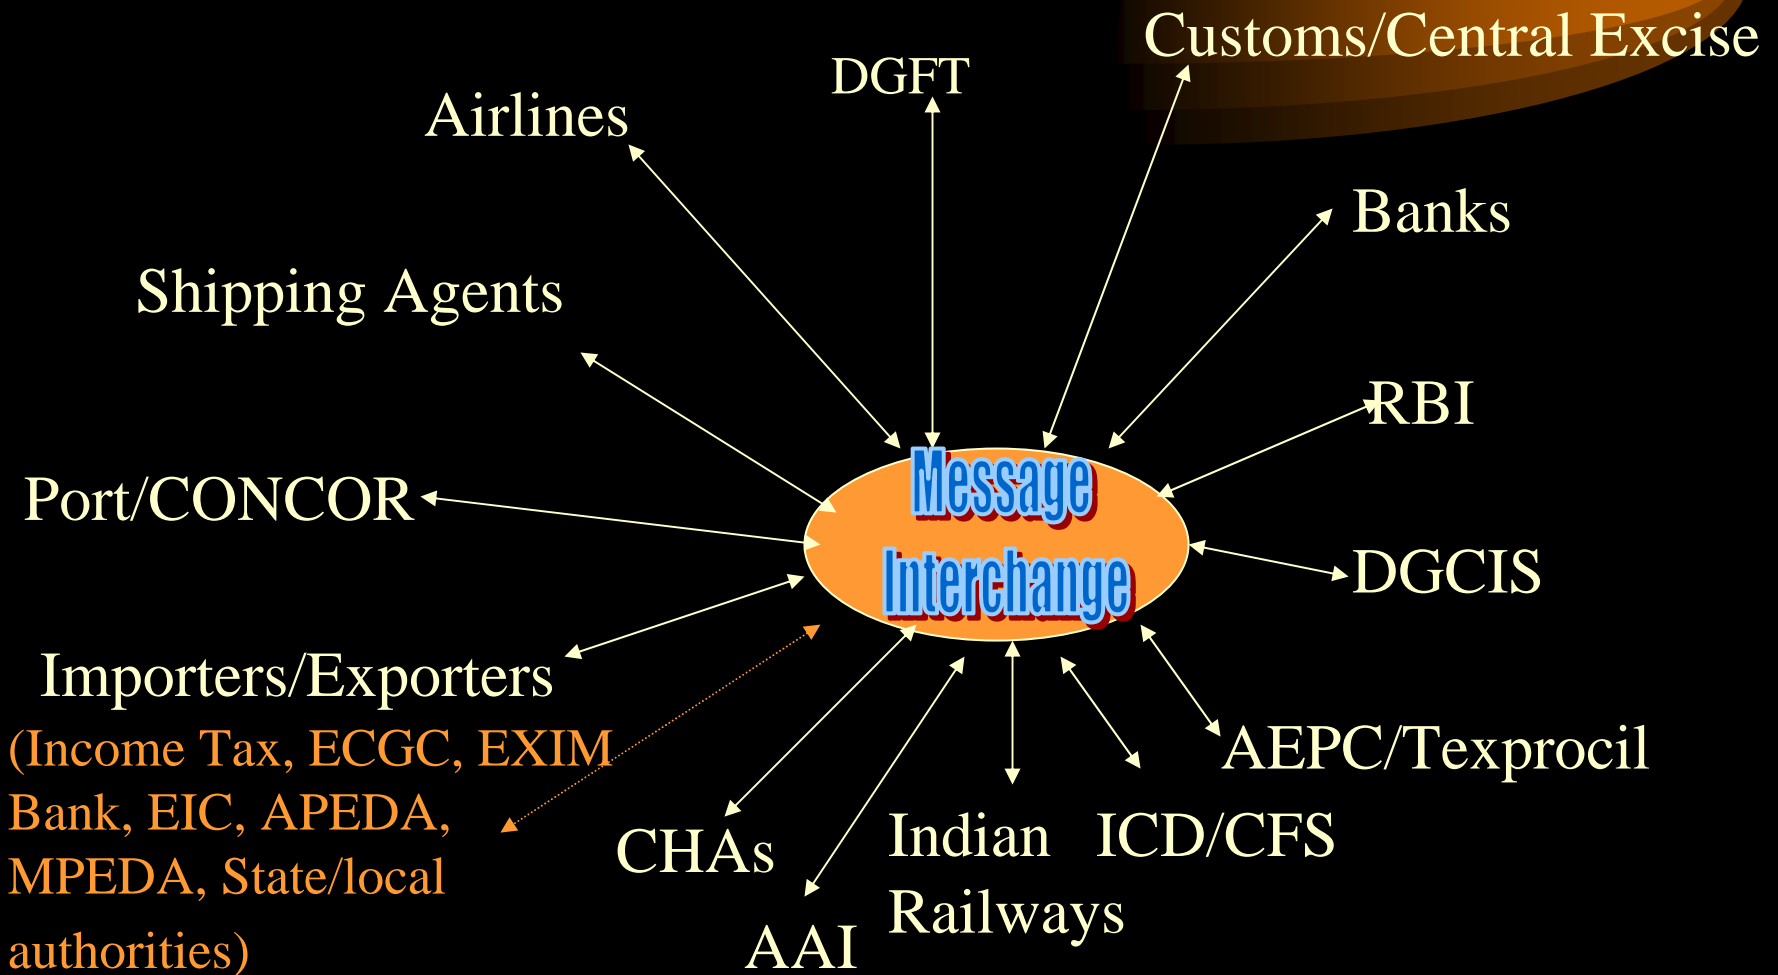 Customs/Central Excise
DGFT
Airlines
Banks
Shipping Agents
RBI
Message
Port/CONCOR
Interchange
DGCIS
Importers/Exporters
(Income Tax, ECGC, EXIM
Bank, EIC, APEDA,
MPEDA, State/local
authorities)
AEPC/Texprocil
CHAs
Indian
Railways
ICD/CFS
AAI